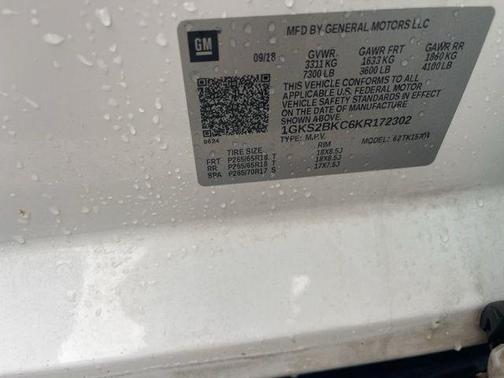 GM
MFD BY GENERAL MOTORS LLC
09/18 GVWR GAWR FRT GAWR RR
3311 KG 1633 KG 1860 KG
7300 LB 3600 LB 4100 LB
THIS VEHICLE CONFORMS TO ALL APPLICABLE
U.S. FEDERAL MOTOR VEHICLE
SAFETY STANDARDS IN EFFECT ON THE
DATE OF MANUFACTURE SHOWN ABOVE.
1GKS2BKC6KR172302
0624 TYPE: M.P.V. MODEL:
TIRE SIZE RIM
FRT P265/65R18 T 18X8.5J
RR P265/65R18 T 18X8.5J
SPA P265/70R17 S 17X7.5J